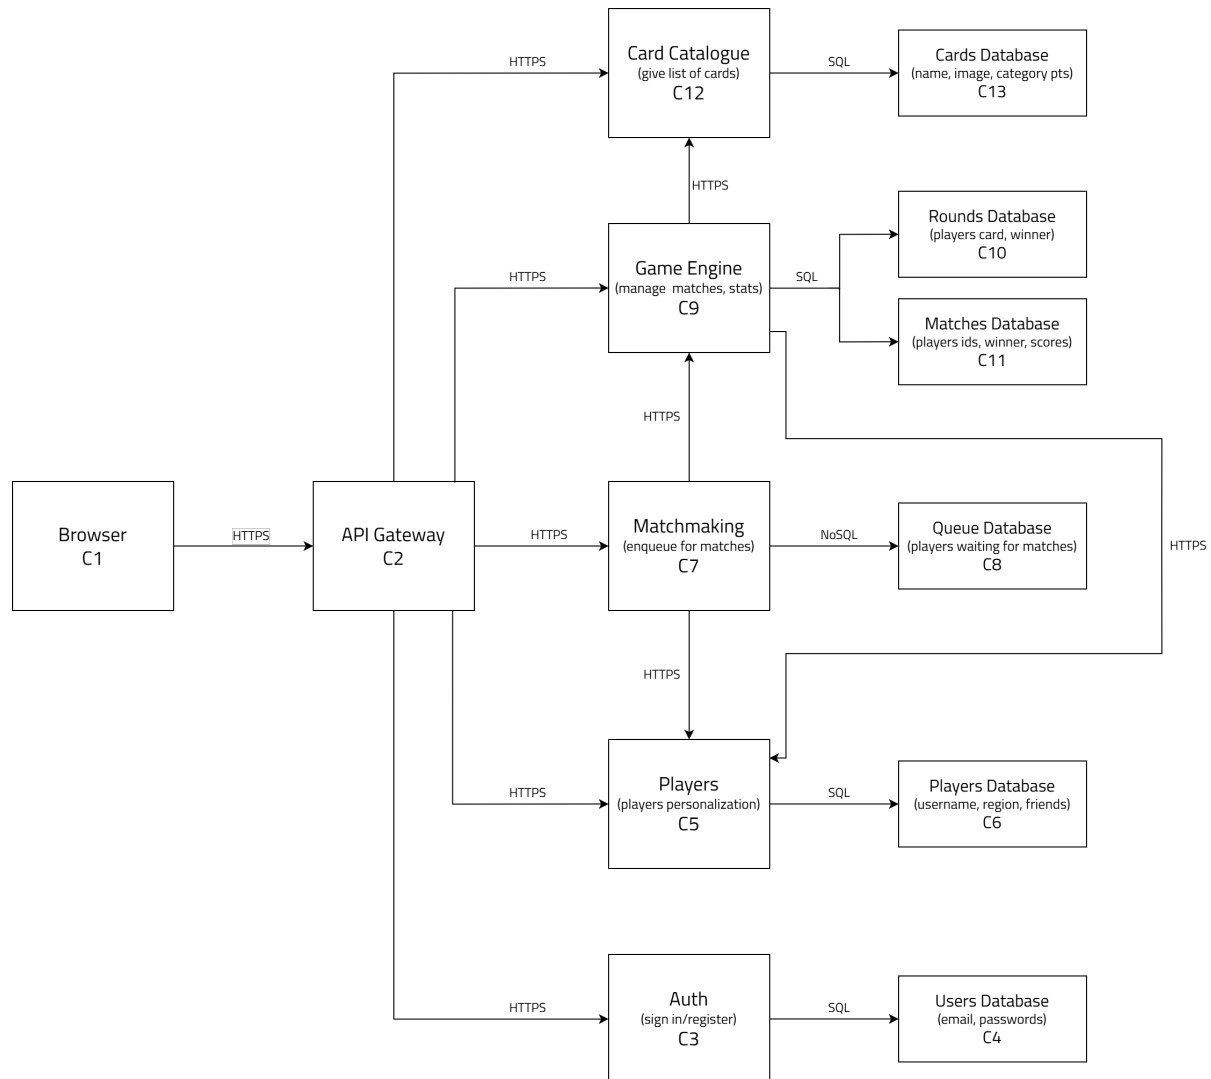 Card Catalogue
(give list of cards)
C12
HTTPS
SQL
Cards Database
(name, image, category pts)
C13
HTTPS
Game Engine
(manage matches, stats)
C9
HTTPS
SQL
Rounds Database
(players card, winner)
C10
Matches Database
(players ids, winner, scores)
C11
HTTPS
Browser
C1
HTTPS
API Gateway
C2
HTTPS
Matchmaking
(enqueue for matches)
C7
NoSQL
Queue Database
(players waiting for matches)
C8
HTTPS
HTTPS
HTTPS
Players
(players personalization)
C5
SQL
Players Database
(username, region, friends)
C6
HTTPS
Auth
(sign in/register)
C3
SQL
Users Database
(email, passwords)
C4